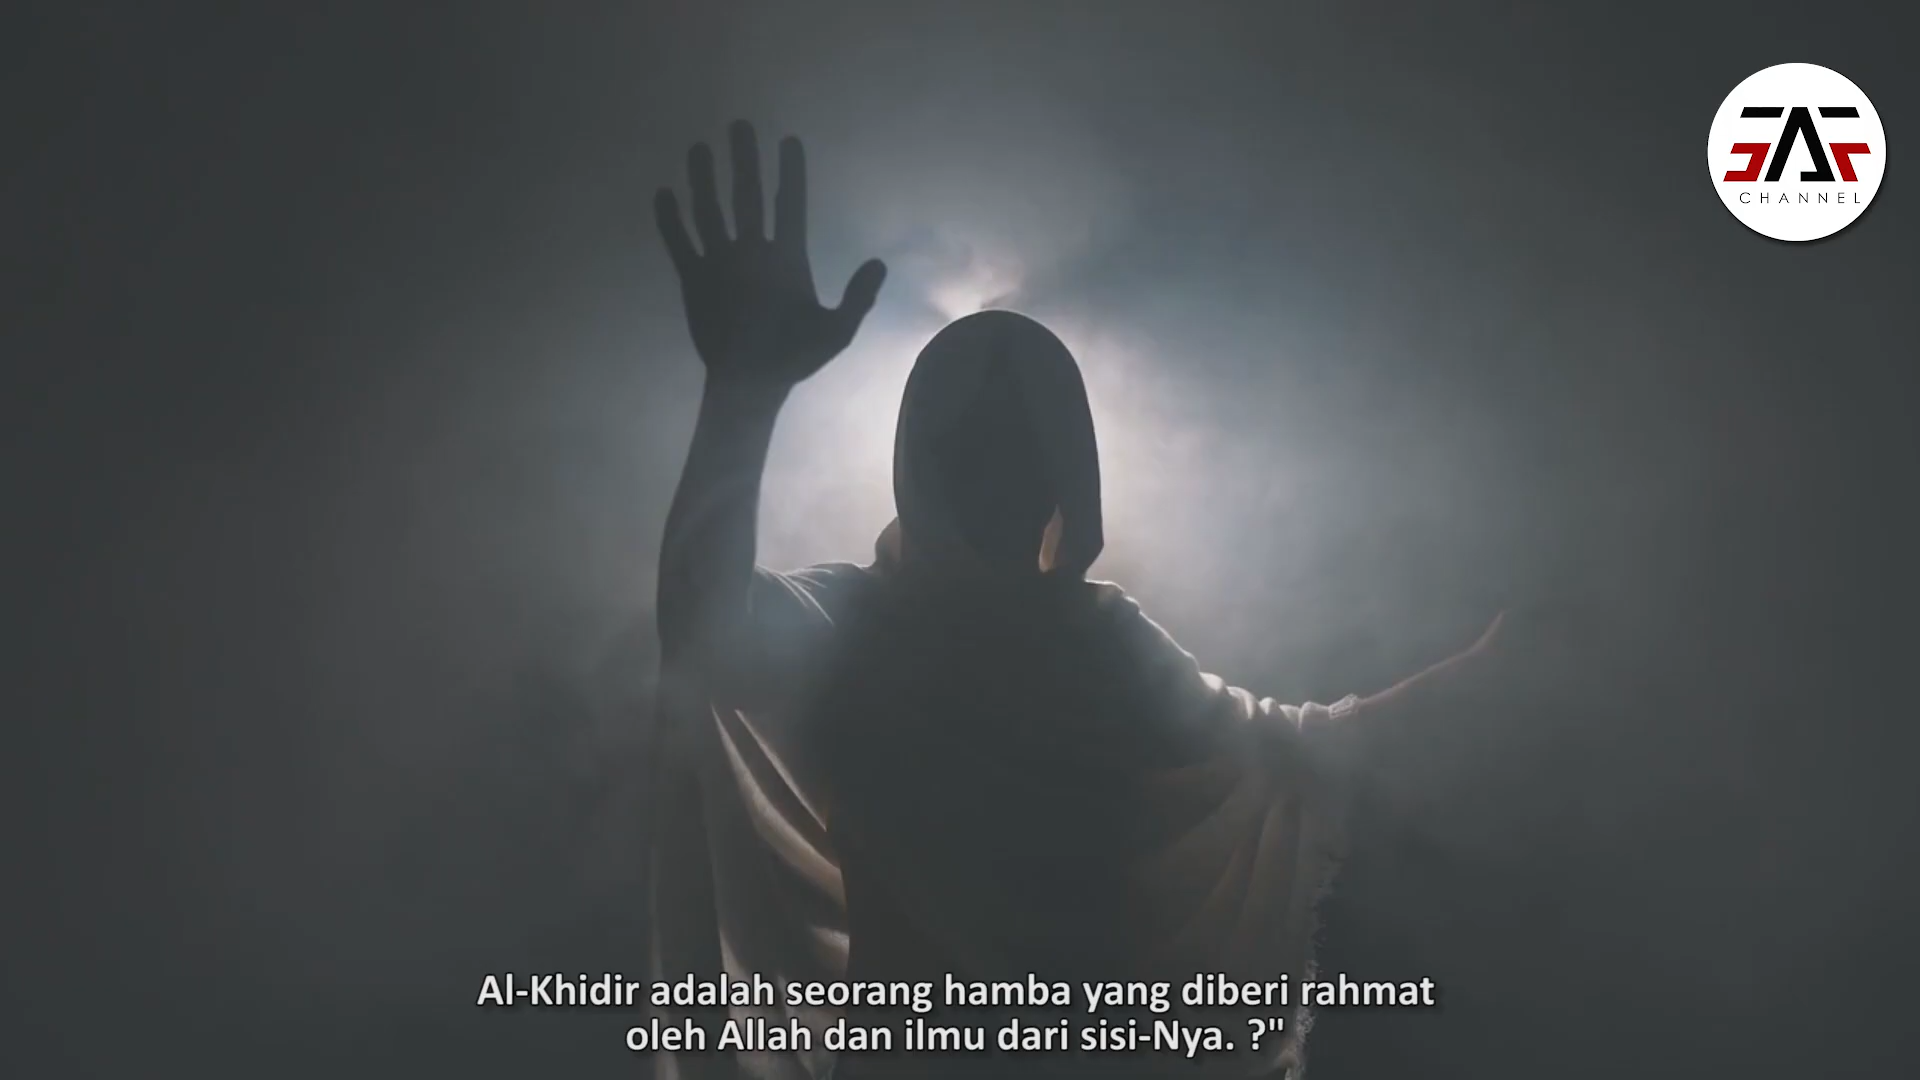 CHANNEL
Al-Khidir adalah seorang hamba yang diberi rahmat
oleh Allah dan ilmu dari sisi-Nya. ?"